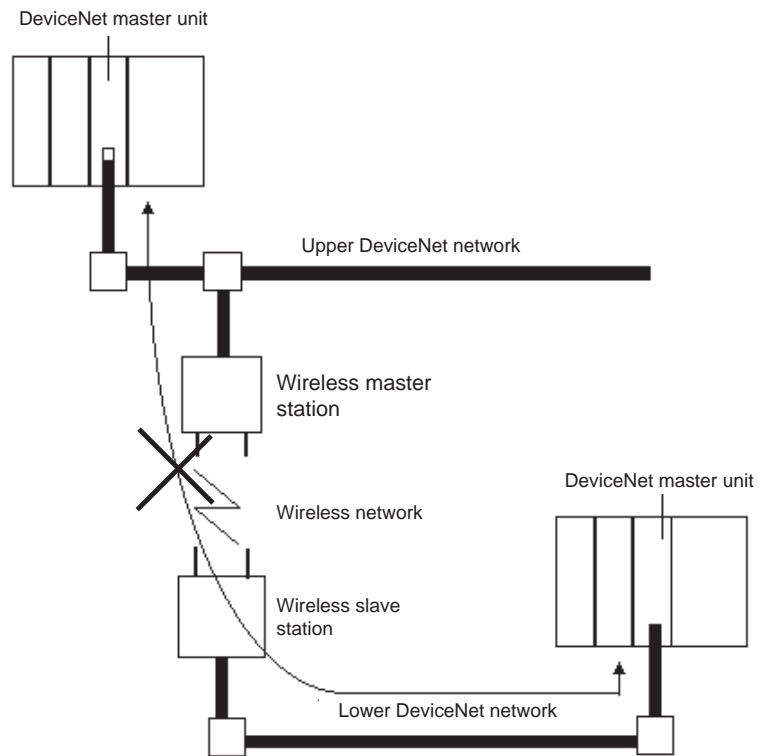 DeviceNet master unit
Upper DeviceNet network
Wireless master
station
DeviceNet master unit
Wireless network
Wireless slave
station
Lower DeviceNet network